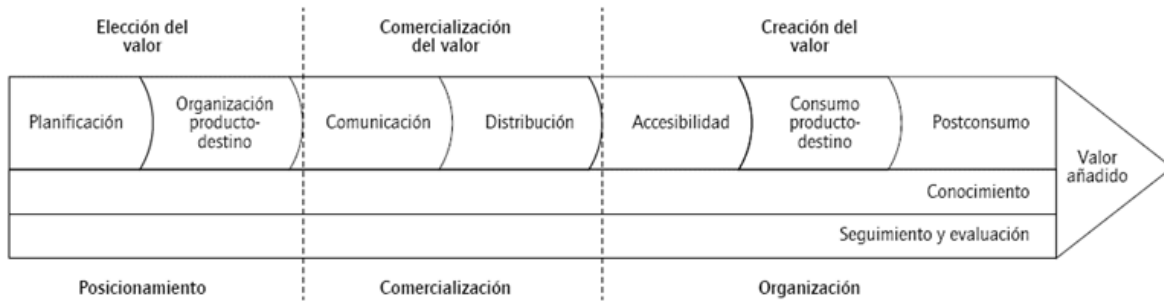 Elección del
valor
Comercialización
del valor
Creación del
valor
Planificación
Organización
producto-
destino
Comunicación
Distribución
Accesibilidad
Consumo
producto-
destino
Postconsumo
Valor
añadido
Conocimiento
Seguimiento y evaluación
Posicionamiento
Comercialización
Organización